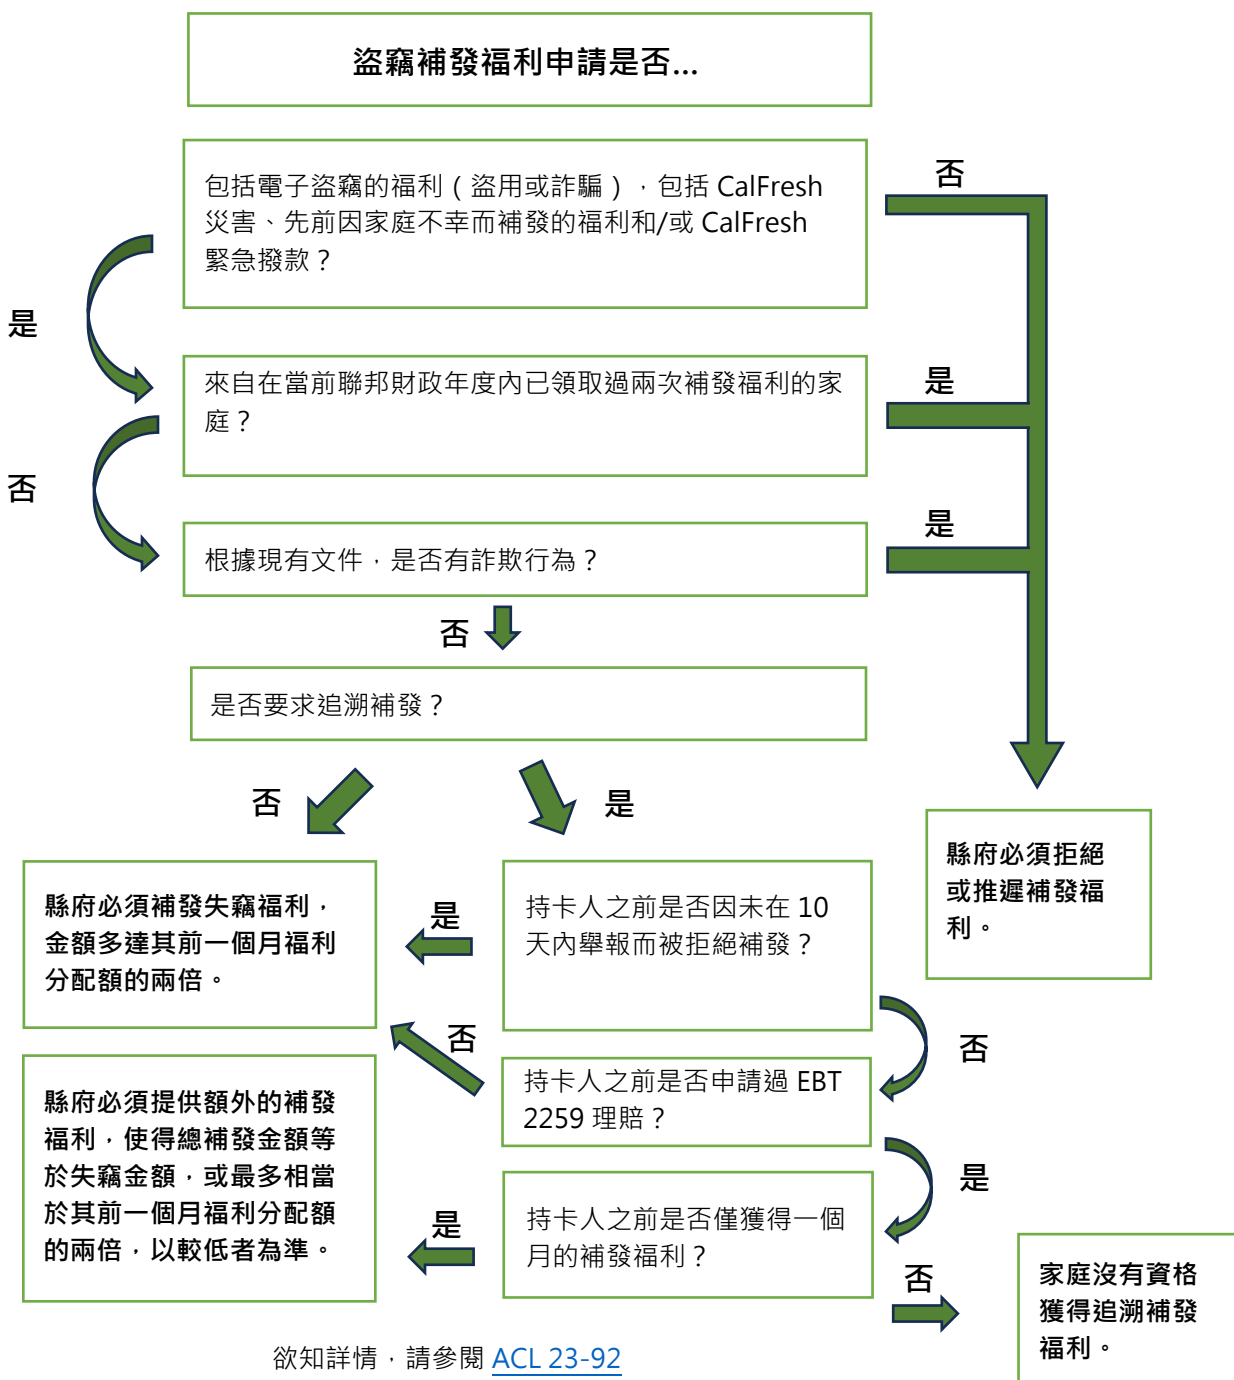 盜竊補發福利申請是否...
包括電子盜竊的福利（盜用或詐騙），包括 CalFresh
災害、先前因家庭不幸而補發的福利和/或 CalFresh
緊急撥款？
否
是
來自在當前聯邦財政年度內已領取過兩次補發福利的家
庭？
是
否
根據現有文件，是否有詐欺行為？
是
否
是否要求追溯補發？
否
是
縣府必須拒絕
或推遲補發福
利。
縣府必須補發失竊福利，
金額多達其前一個月福利
分配額的兩倍。
是
持卡人之前是否因未在 10
天內舉報而被拒絕補發？
否
否
持卡人之前是否申請過 EBT
2259 理賠？
是
縣府必須提供額外的補發
福利，使得總補發金額等
於失竊金額，或最多相當
於其前一個月福利分配額
的兩倍，以較低者為準。
是
持卡人之前是否僅獲得一個
月的補發福利？
否
家庭沒有資格
獲得追溯補發
福利。
欲知詳情，請參閱 ACL 23-92